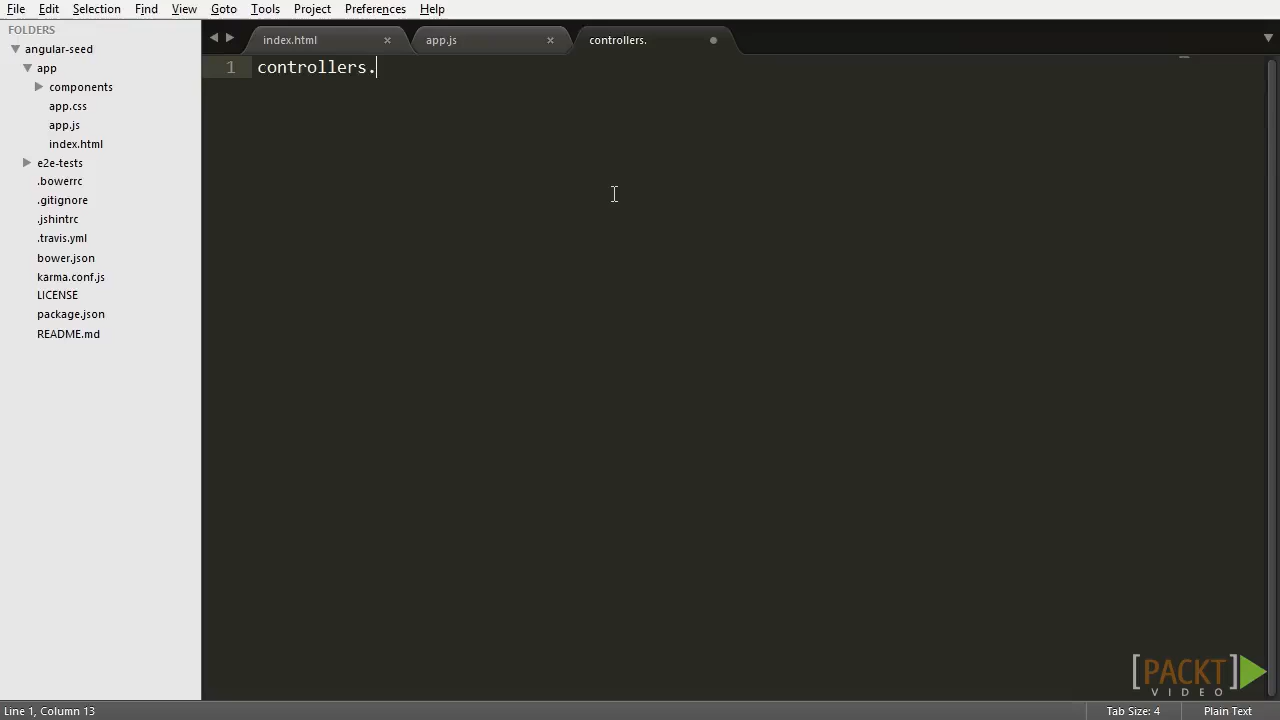 File Edit Selection View Goto Tools Project Preferences Help
FOLDERS
angular-seed
app
components
app.css
app.js
index.html
e2e-tests
.bowerrc
.gitignore
.jshintrc
.travis.yml
bower.json
karma.conf.js
LICENSE
package.json
README.md
index.html × app.js × controllers.
1 controllers.
[PACKT]
VIDEO
Line 1, Column 13 Tab Size: 4 Plain Text